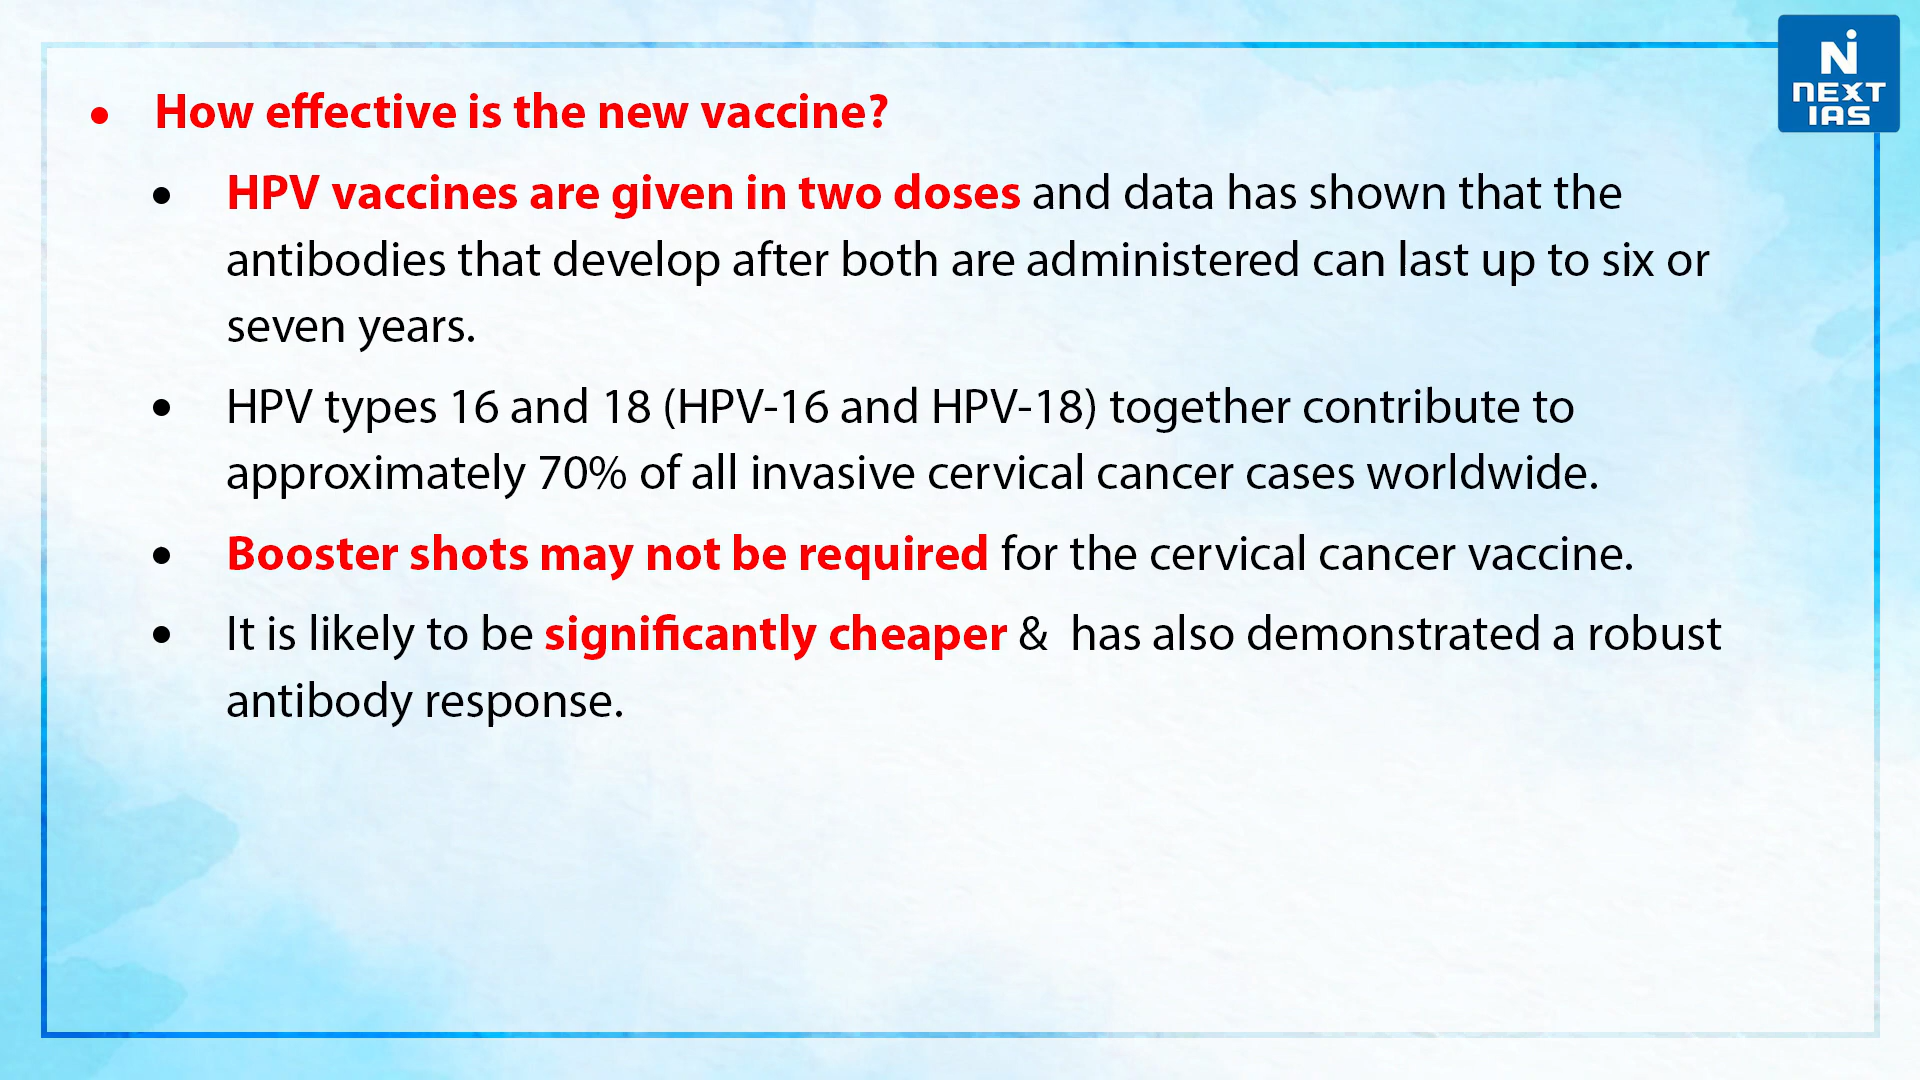 N
NEXT
IAS
• How effective is the new vaccine?
• HPV vaccines are given in two doses and data has shown that the
antibodies that develop after both are administered can last up to six or
seven years.
• HPV types 16 and 18 (HPV-16 and HPV-18) together contribute to
approximately 70% of all invasive cervical cancer cases worldwide.
• Booster shots may not be required for the cervical cancer vaccine.
• It is likely to be significantly cheaper &  has also demonstrated a robust
antibody response.